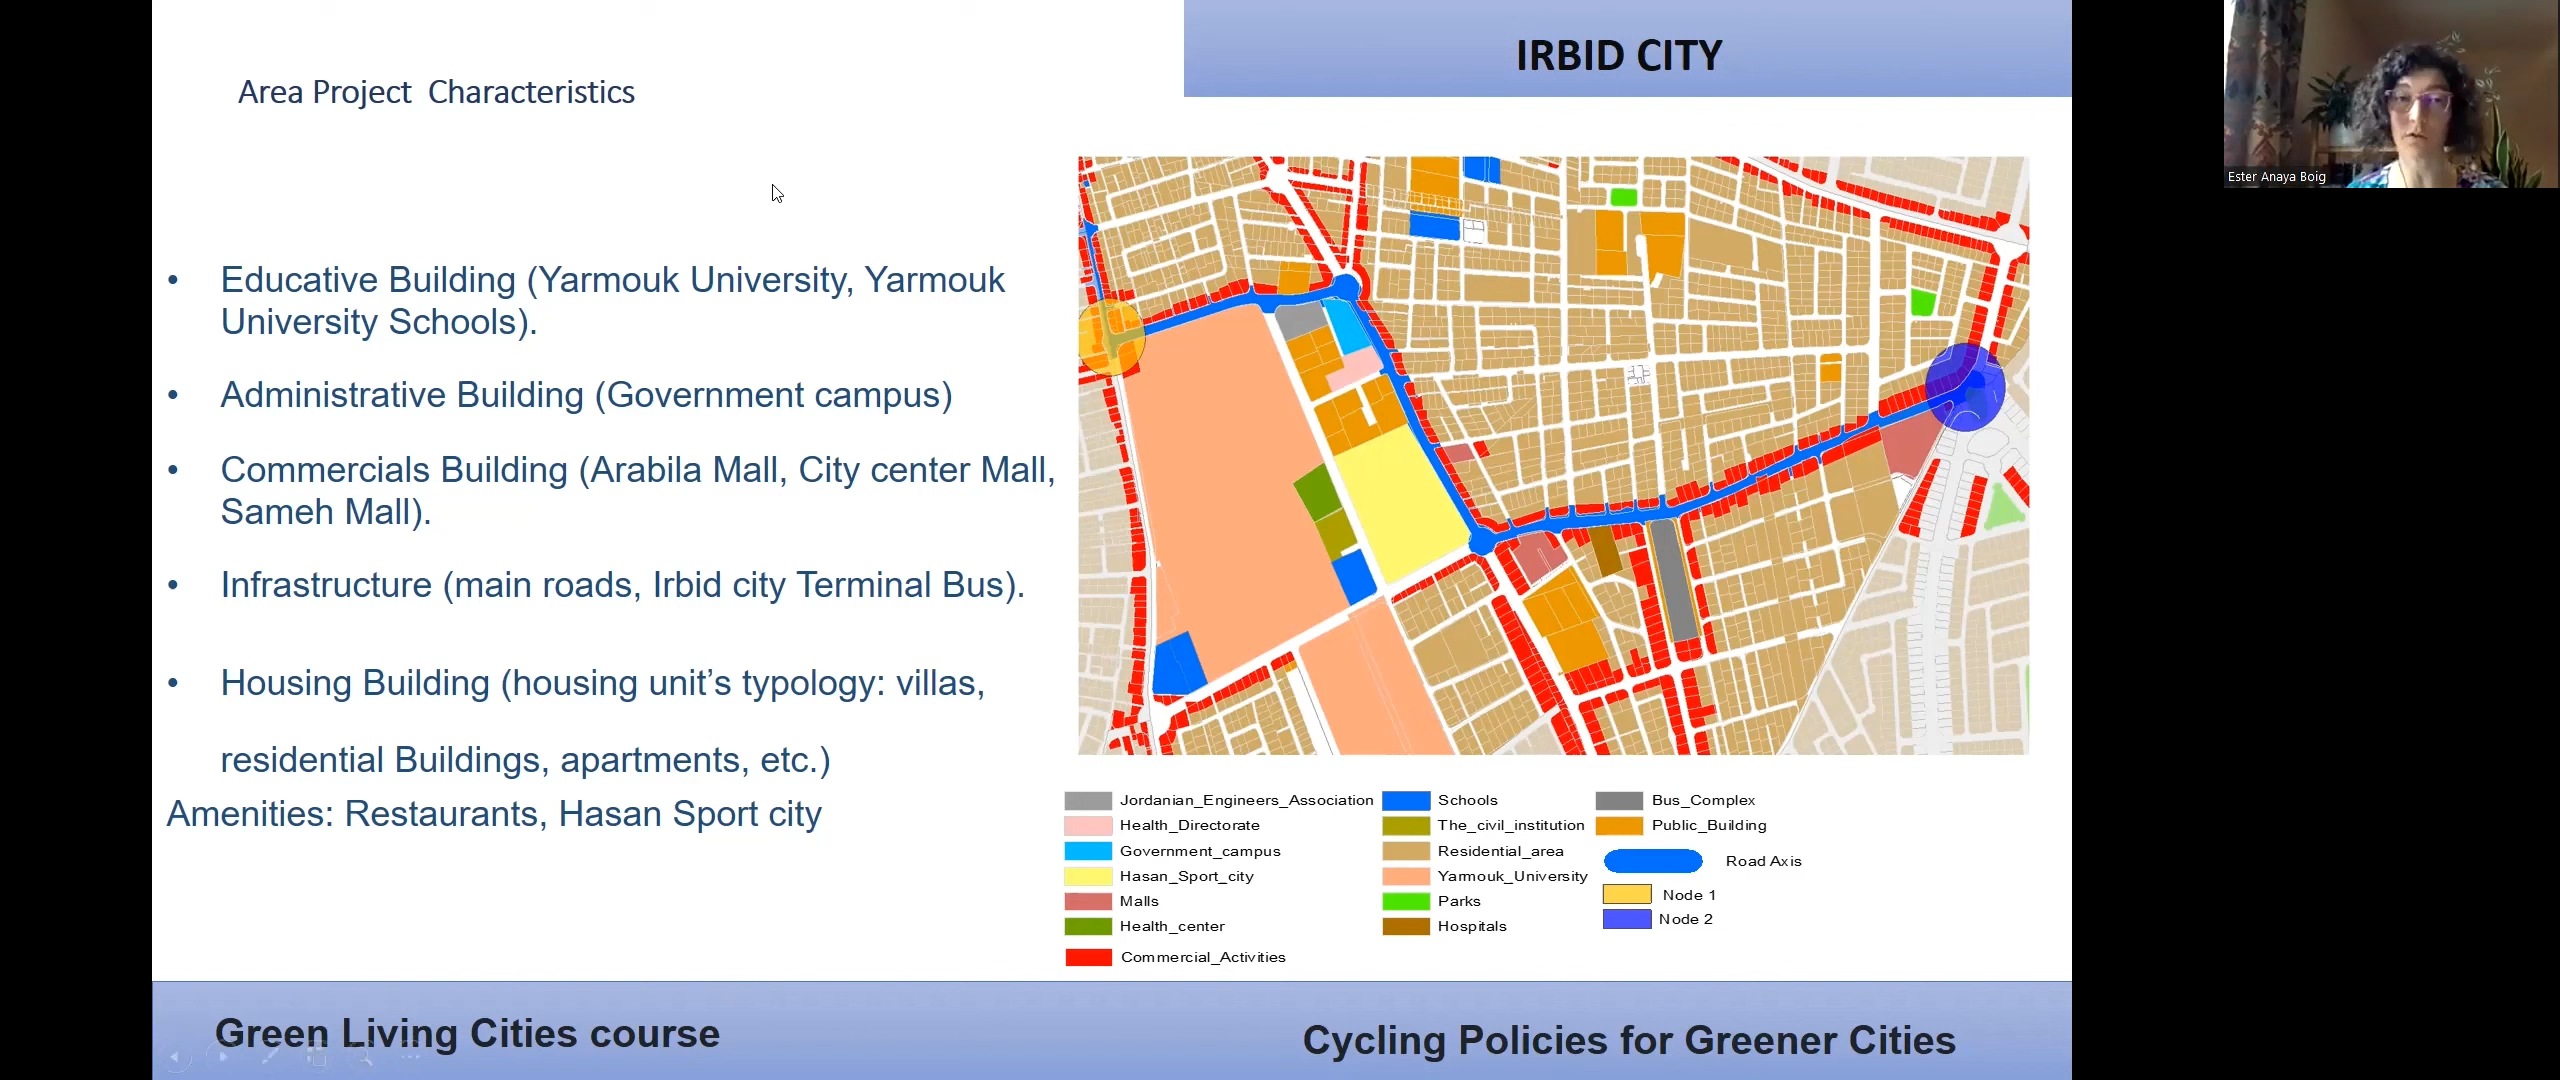 IRBID CITY
Area Project Characteristics
• Educative Building (Yarmouk University, Yarmouk
University Schools).
• Administrative Building (Government campus)
• Commercials Building (Arabila Mall, City center Mall,
Sameh Mall).
• Infrastructure (main roads, Irbid city Terminal Bus).
• Housing Building (housing unit’s typology: villas,
residential Buildings, apartments, etc.)
Amenities: Restaurants, Hasan Sport city
Jordanian_Engineers_Association
Health_Directorate
Government_campus
Hasan_Sport_city
Malls
Health_center
Commercial_Activities
Schools
The_civil_institution
Residential_area
Yarmouk_University
Parks
Hospitals
Bus_Complex
Public_Building
Road Axis
Node 1
Node 2
Green Living Cities course
Cycling Policies for Greener Cities
Ester Anaya Boig